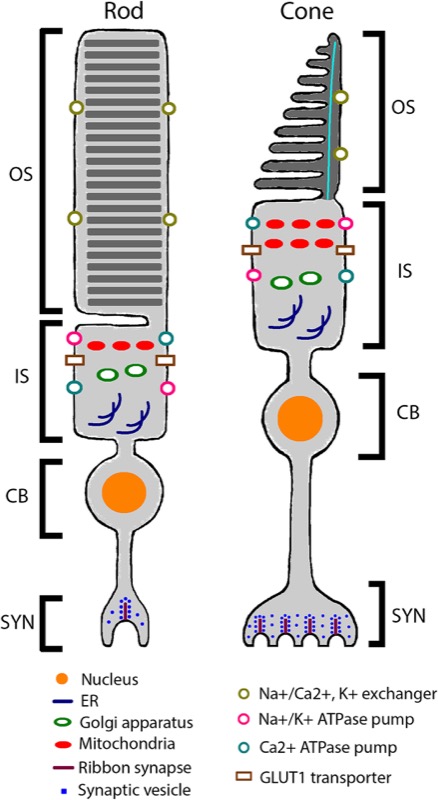 Rod
Cone
OS
IS
CB
SYN
OS
IS
CB
SYN
Nucleus
ER
Golgi apparatus
Mitochondria
Ribbon synapse
Synaptic vesicle
Na+/Ca2+, K+ exchanger
Na+/K+ ATPase pump
Ca2+ ATPase pump
GLUT1 transporter